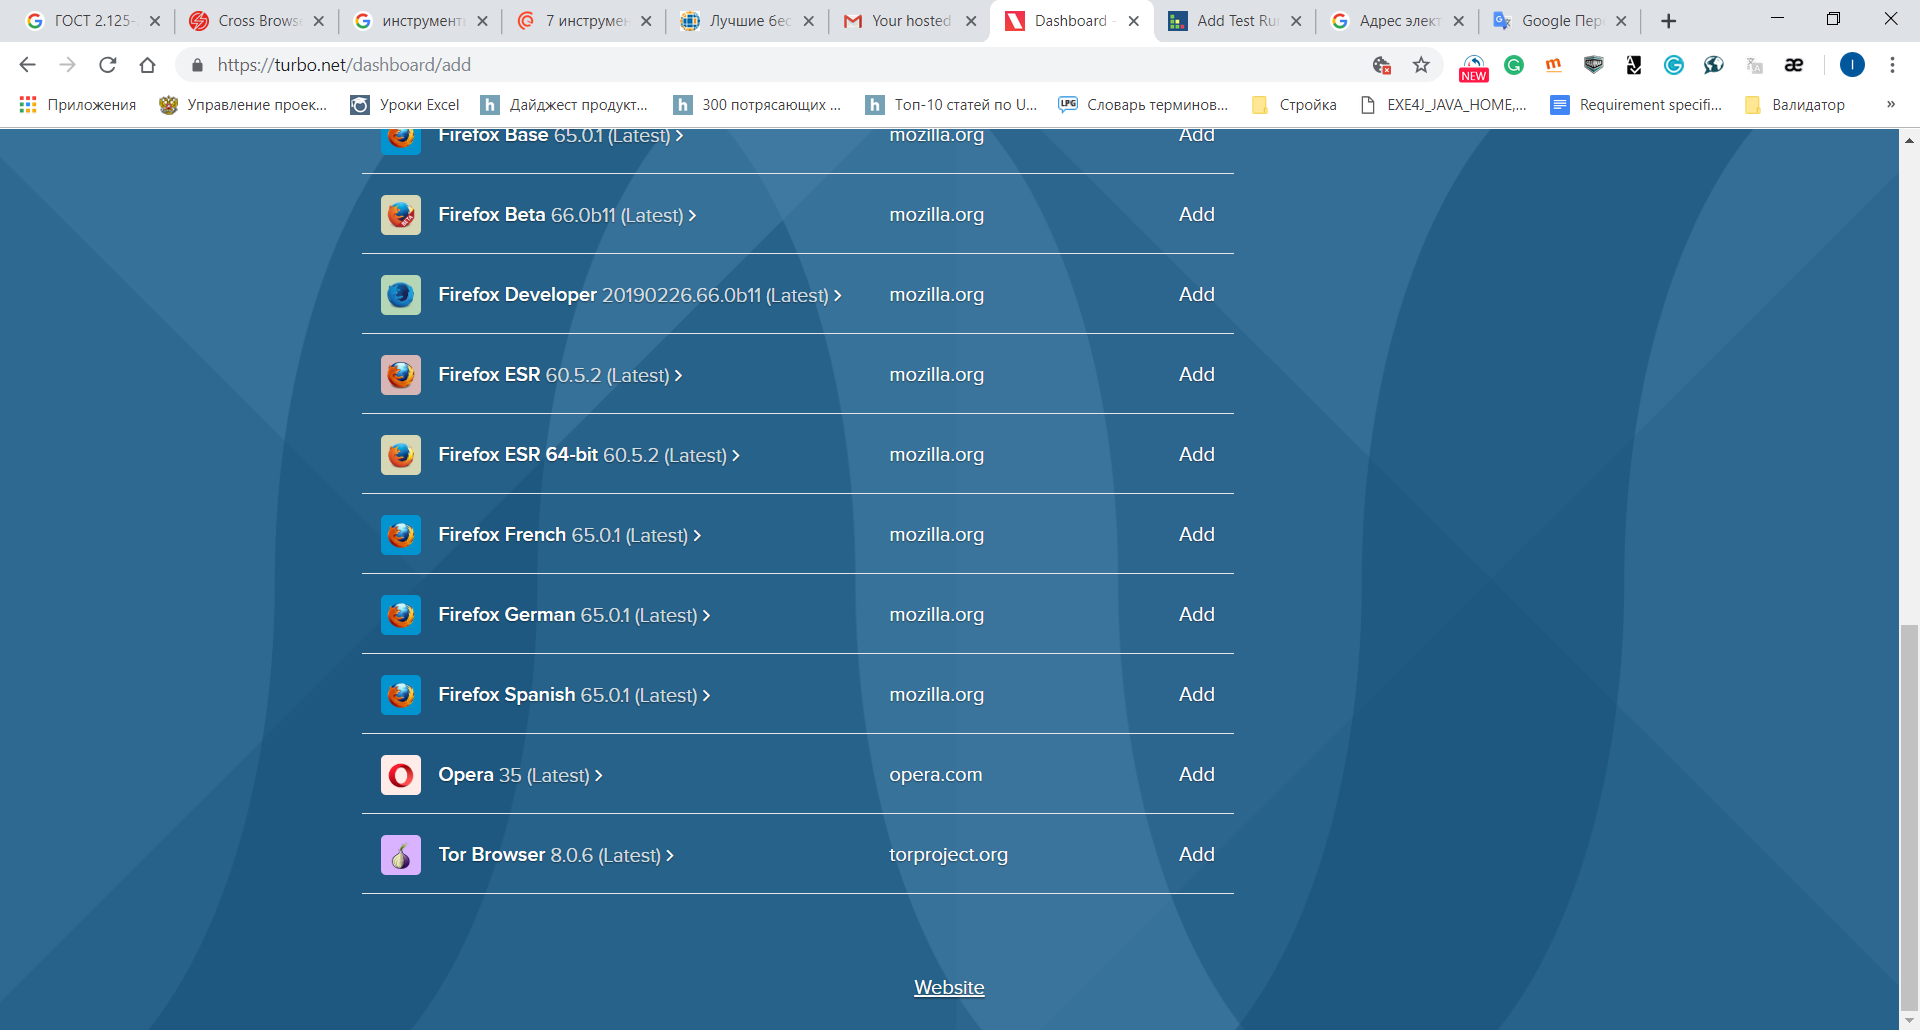 ГОСТ 2.125-
Cross Brows
инструмент
7 инструмен
Лучшие бес
Your hosted
Dashboard -
Add Test Ru
Адрес элект
Google Пер
https://turbo.net/dashboard/add
NEW
I
Приложения
Управление проек...
Уроки Excel
Дайджест продукт...
300 потрясающих ...
Топ-10 статей по U...
Словарь терминов...
Стройка
EXE4J_JAVA_HOME,...
Requirement specifi...
Валидатор
»
Firefox Base 65.0.1 (Latest) > mozilla.org Add
Firefox Beta 66.0b11 (Latest) > mozilla.org Add
Firefox Developer 20190226.66.0b11 (Latest) > mozilla.org Add
Firefox ESR 60.5.2 (Latest) > mozilla.org Add
Firefox ESR 64-bit 60.5.2 (Latest) > mozilla.org Add
Firefox French 65.0.1 (Latest) > mozilla.org Add
Firefox German 65.0.1 (Latest) > mozilla.org Add
Firefox Spanish 65.0.1 (Latest) > mozilla.org Add
Opera 35 (Latest) > opera.com Add
Tor Browser 8.0.6 (Latest) > torproject.org Add
Website